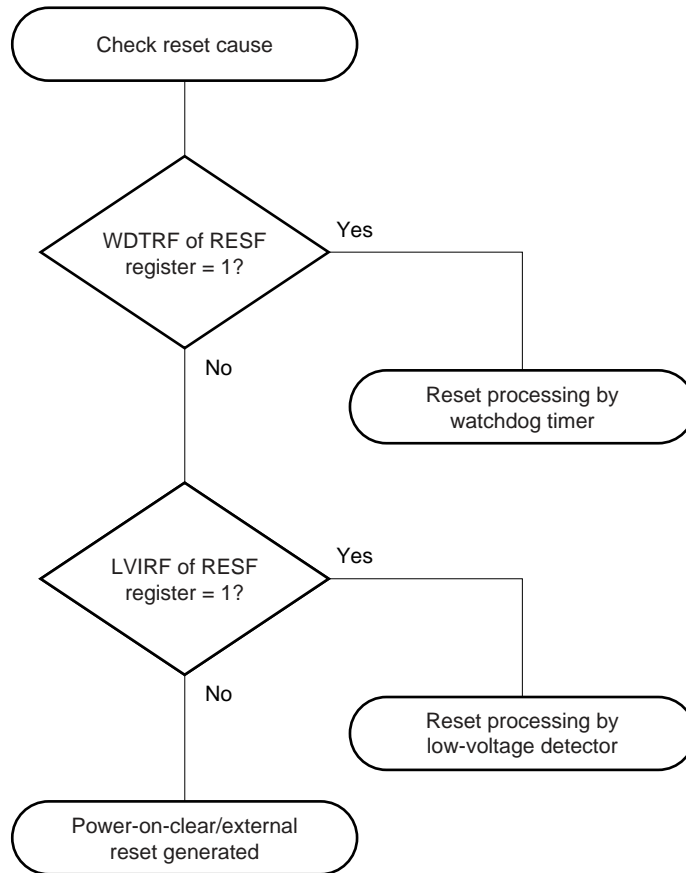 Check reset cause
WDTRF of RESF
register = 1?
Yes
No
Reset processing by
watchdog timer
LVIRF of RESF
register = 1?
Yes
No
Reset processing by
low-voltage detector
Power-on-clear/external
reset generated